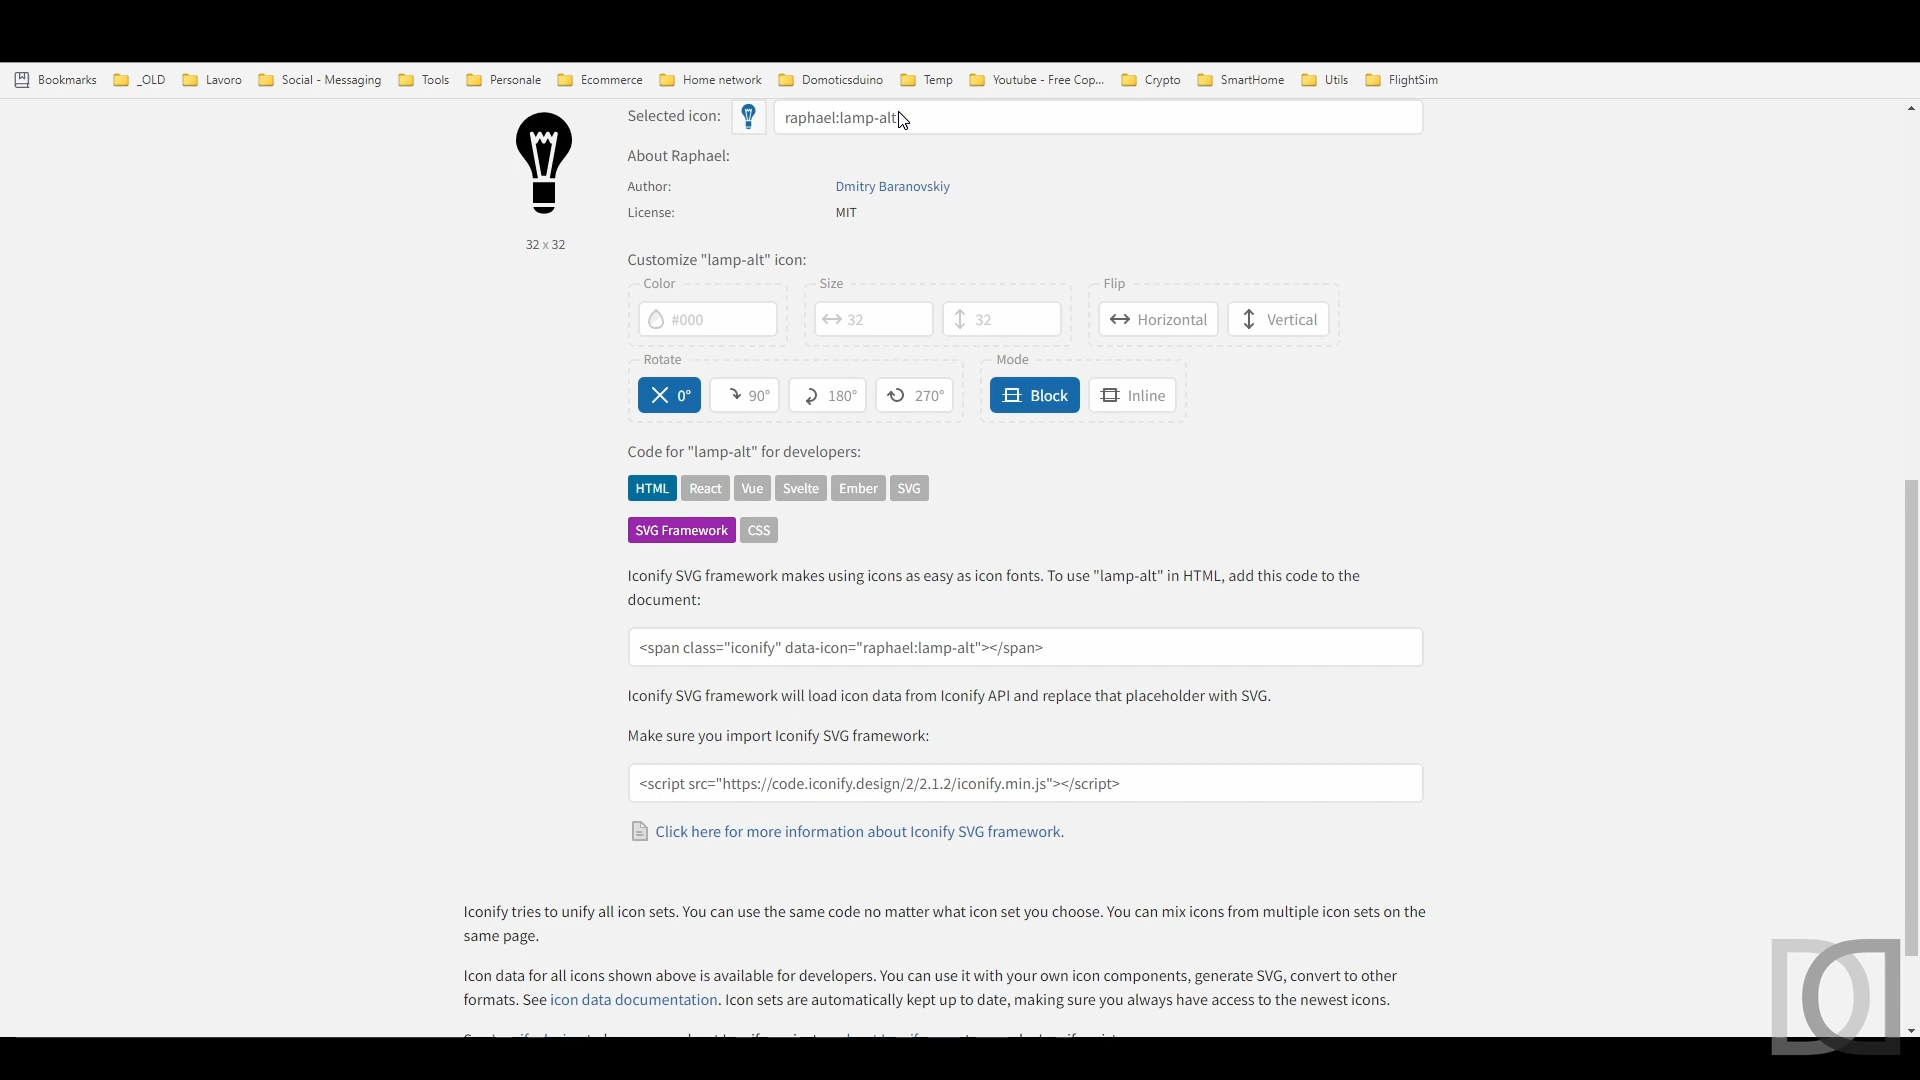 Bookmarks _OLD Lavoro Social - Messaging Tools Personale Ecommerce Home network Domoticsduino Temp Youtube - Free Cop... Crypto SmartHome Utils FlightSim
Selected icon: raphael:lamp-alt
About Raphael:
Author: Dmitry Baranovskiy
License: MIT
32 x 32
Customize "lamp-alt" icon:
Color Size Flip
#000 32 32 Horizontal Vertical
Rotate Mode
0° 90° 180° 270° Block Inline
Code for "lamp-alt" for developers:
HTML React Vue Svelte Ember SVG
SVG Framework CSS
Iconify SVG framework makes using icons as easy as icon fonts. To use "lamp-alt" in HTML, add this code to the
document:
<span class="iconify" data-icon="raphael:lamp-alt"></span>
Iconify SVG framework will load icon data from Iconify API and replace that placeholder with SVG.
Make sure you import Iconify SVG framework:
<script src="https://code.iconify.design/2/2.1.2/iconify.min.js"></script>
Click here for more information about Iconify SVG framework.
Iconify tries to unify all icon sets. You can use the same code no matter what icon set you choose. You can mix icons from multiple icon sets on the
same page.
Icon data for all icons shown above is available for developers. You can use it with your own icon components, generate SVG, convert to other
formats. See icon data documentation. Icon sets are automatically kept up to date, making sure you always have access to the newest icons.